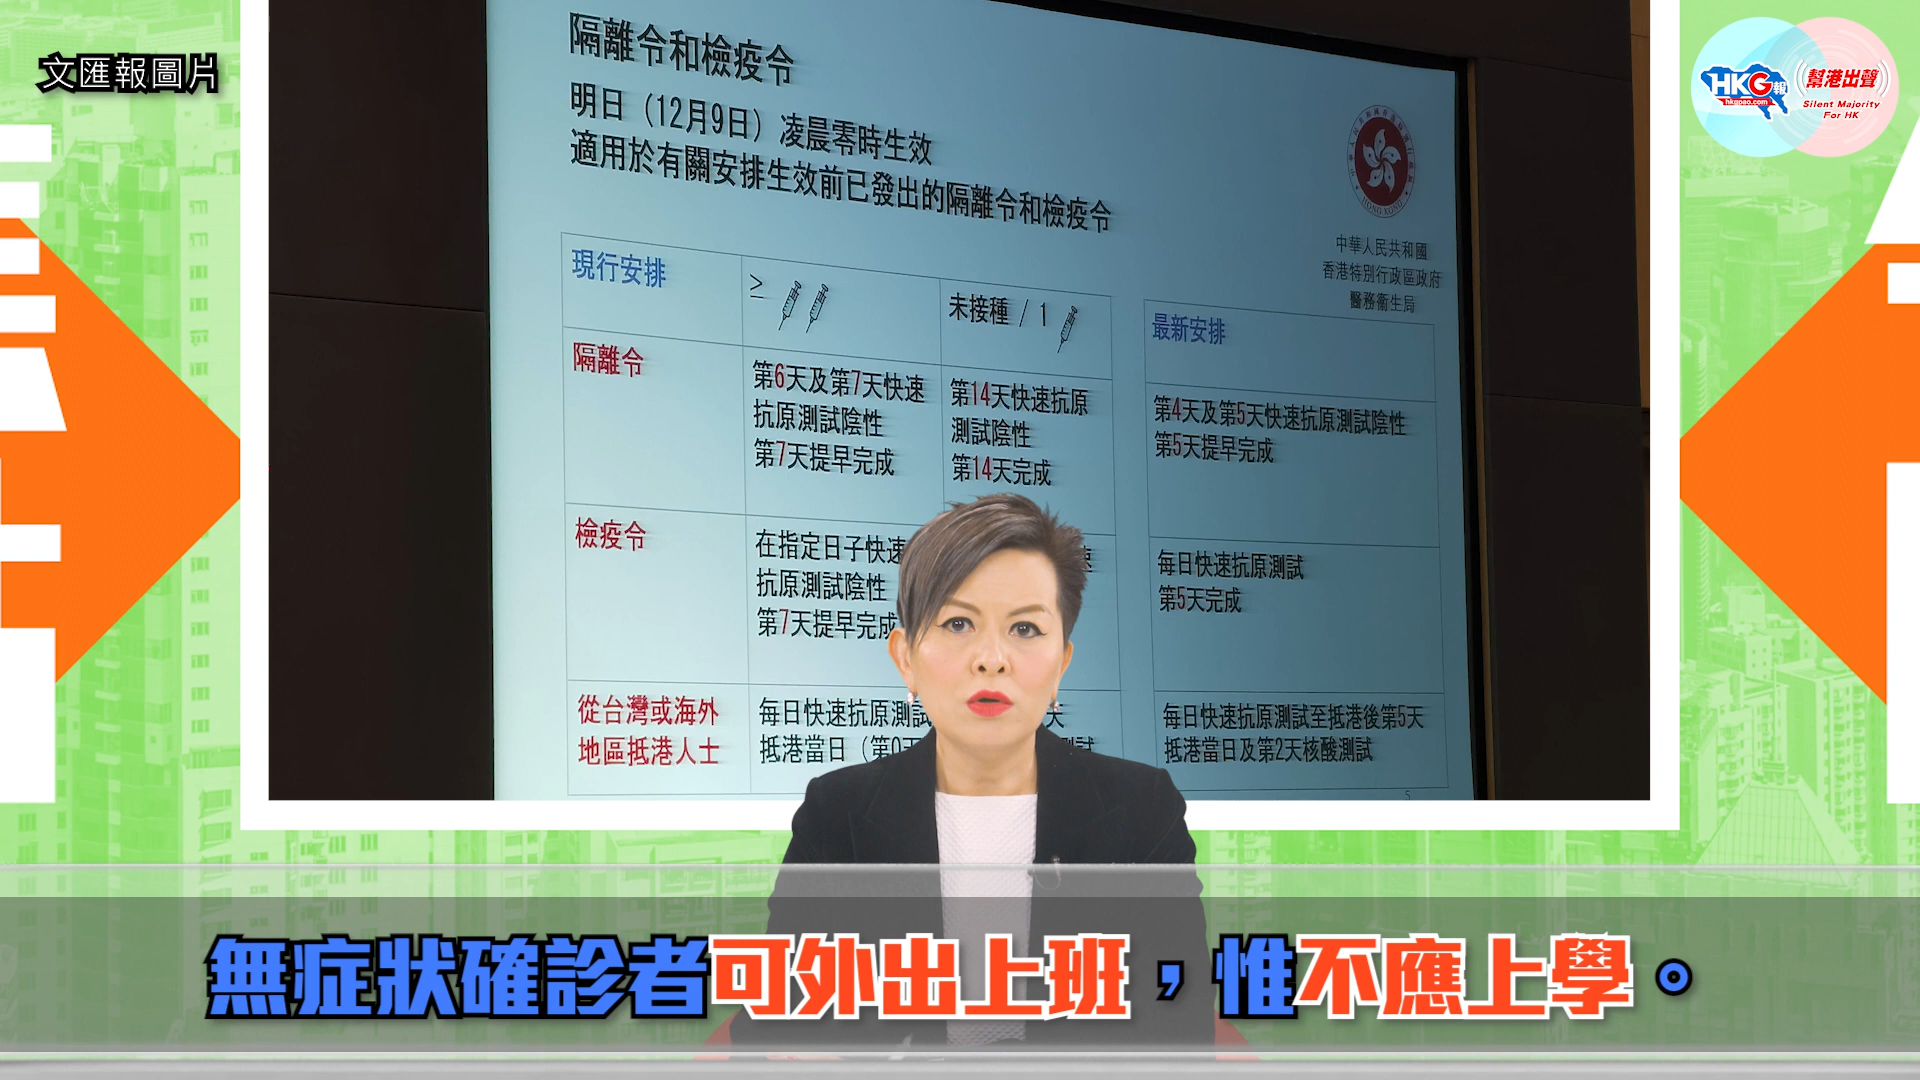 文匯報圖片
HKG報
hkgpao.com
幫港出聲
Silent Majority
For HK
隔離令和檢疫令
明日（12月9日）凌晨零時生效
適用於有關安排生效前已發出的隔離令和檢疫令
HONG KONG
中華人民共和國
香港特別行政區政府
醫務衞生局
現行安排
≥
未接種 / 1
最新安排
隔離令
第6天及第7天快速
抗原測試陰性
第7天提早完成
第14天快速抗原
測試陰性
第14天完成
第4天及第5天快速抗原測試陰性
第5天提早完成
檢疫令
在指定日子快速
抗原測試陰性
第7天提早完成
每日快速抗原測試
第5天完成
從台灣或海外
地區抵港人士
每日快速抗原測試
抵港當日（第0天
天
測試
每日快速抗原測試至抵港後第5天
抵港當日及第2天核酸測試
5
無症狀確診者可外出上班，惟不應上學。